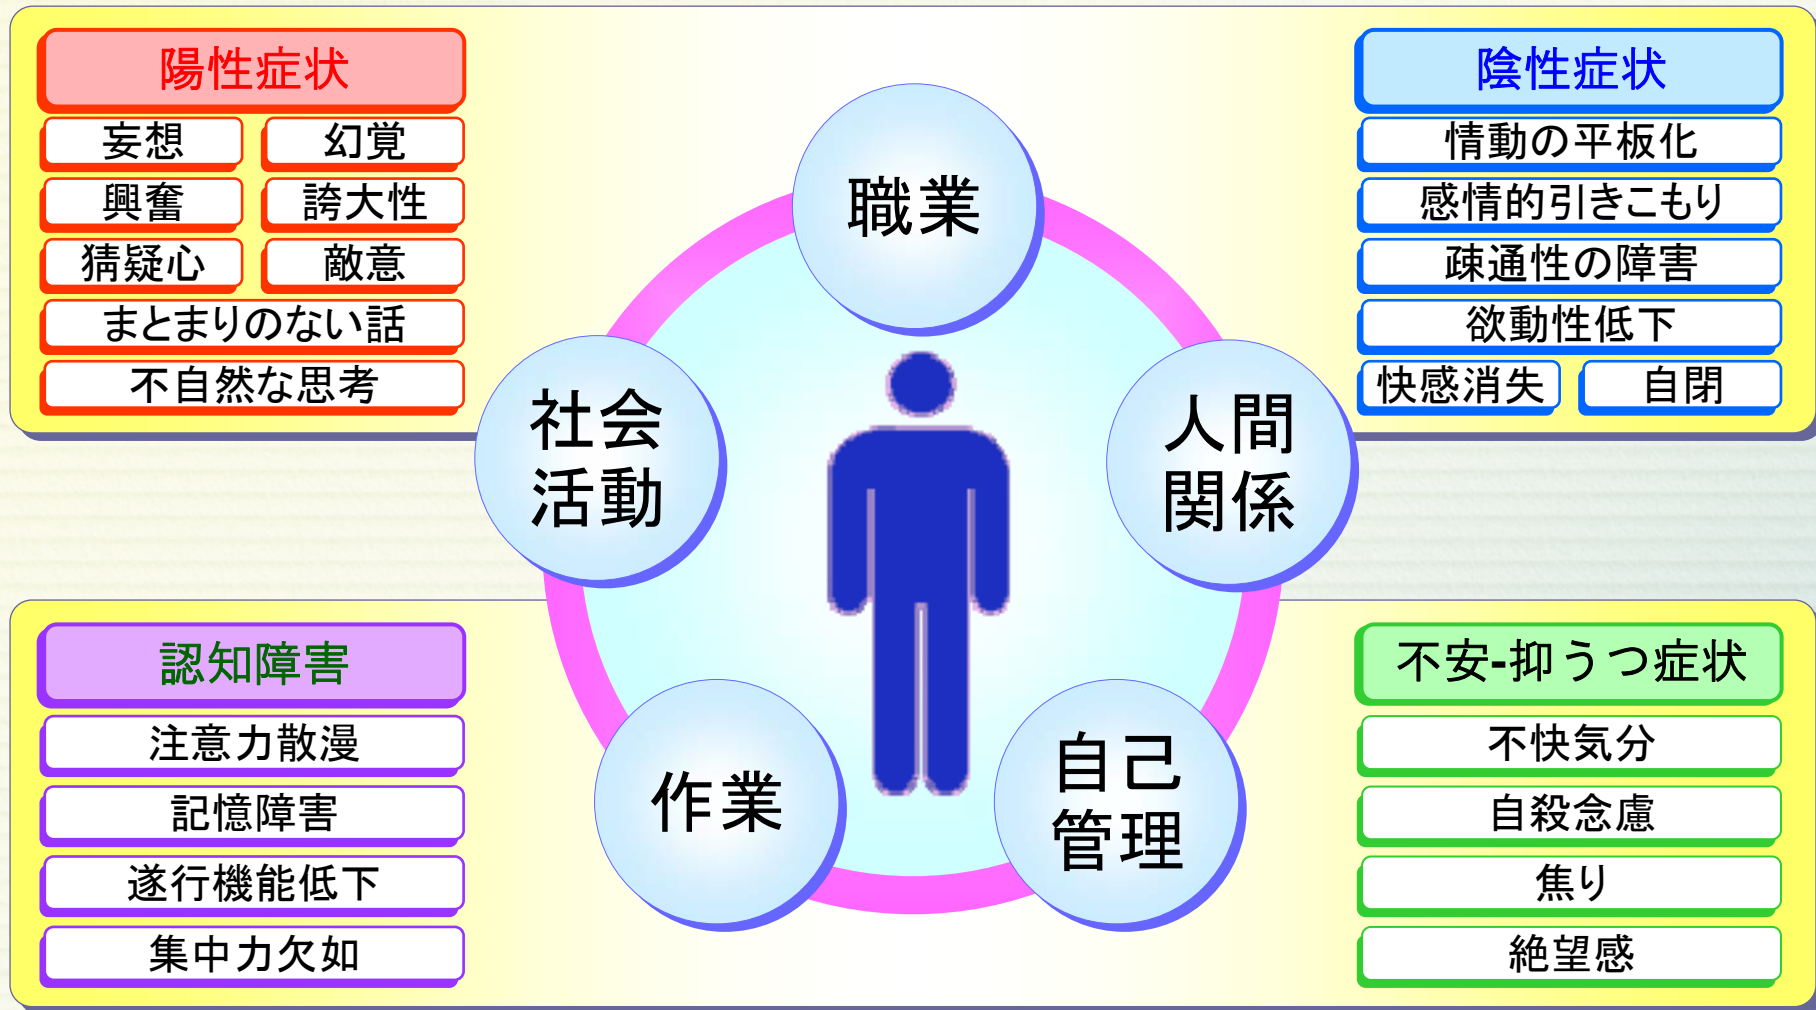 陽性症状
妄想
幻覚
興奮
誇大性
猜疑心
敵意
まとまりのない話
不自然な思考
陰性症状
情動の平板化
感情的引きこもり
疎通性の障害
欲動性低下
快感消失
自閉
職業
社会
活動
人間
関係
作業
自己
管理
認知障害
注意力散漫
記憶障害
遂行機能低下
集中力欠如
不安-抑うつ症状
不快気分
自殺念慮
焦り
絶望感